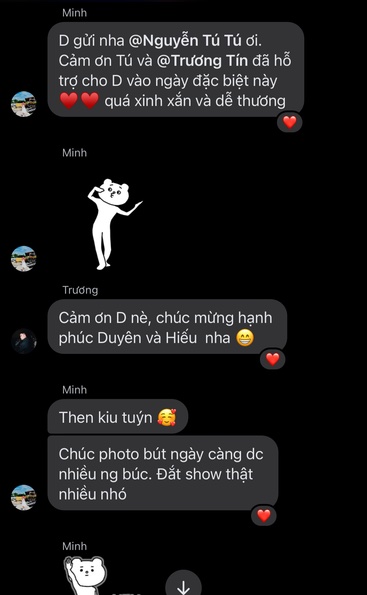 Minh
D gửi nha @Nguyễn Tú Tú ơi.
Cảm ơn Tú và @Trương Tín đã hỗ
trợ cho D vào ngày đặc biệt này
❤️❤️ quá xinh xắn và dễ thương
Minh
Trương
Cảm ơn D nè, chúc mừng hạnh
phúc Duyên và Hiếu nha 😁
Minh
Then kiu tuýn 🥰
Chúc photo bút ngày càng dc
nhiều ng búc. Đắt show thật
nhiều nhó
Minh